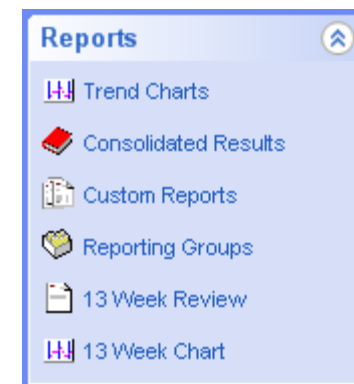 Reports
Trend Charts
Consolidated Results
Custom Reports
Reporting Groups
13 Week Review
13 Week Chart